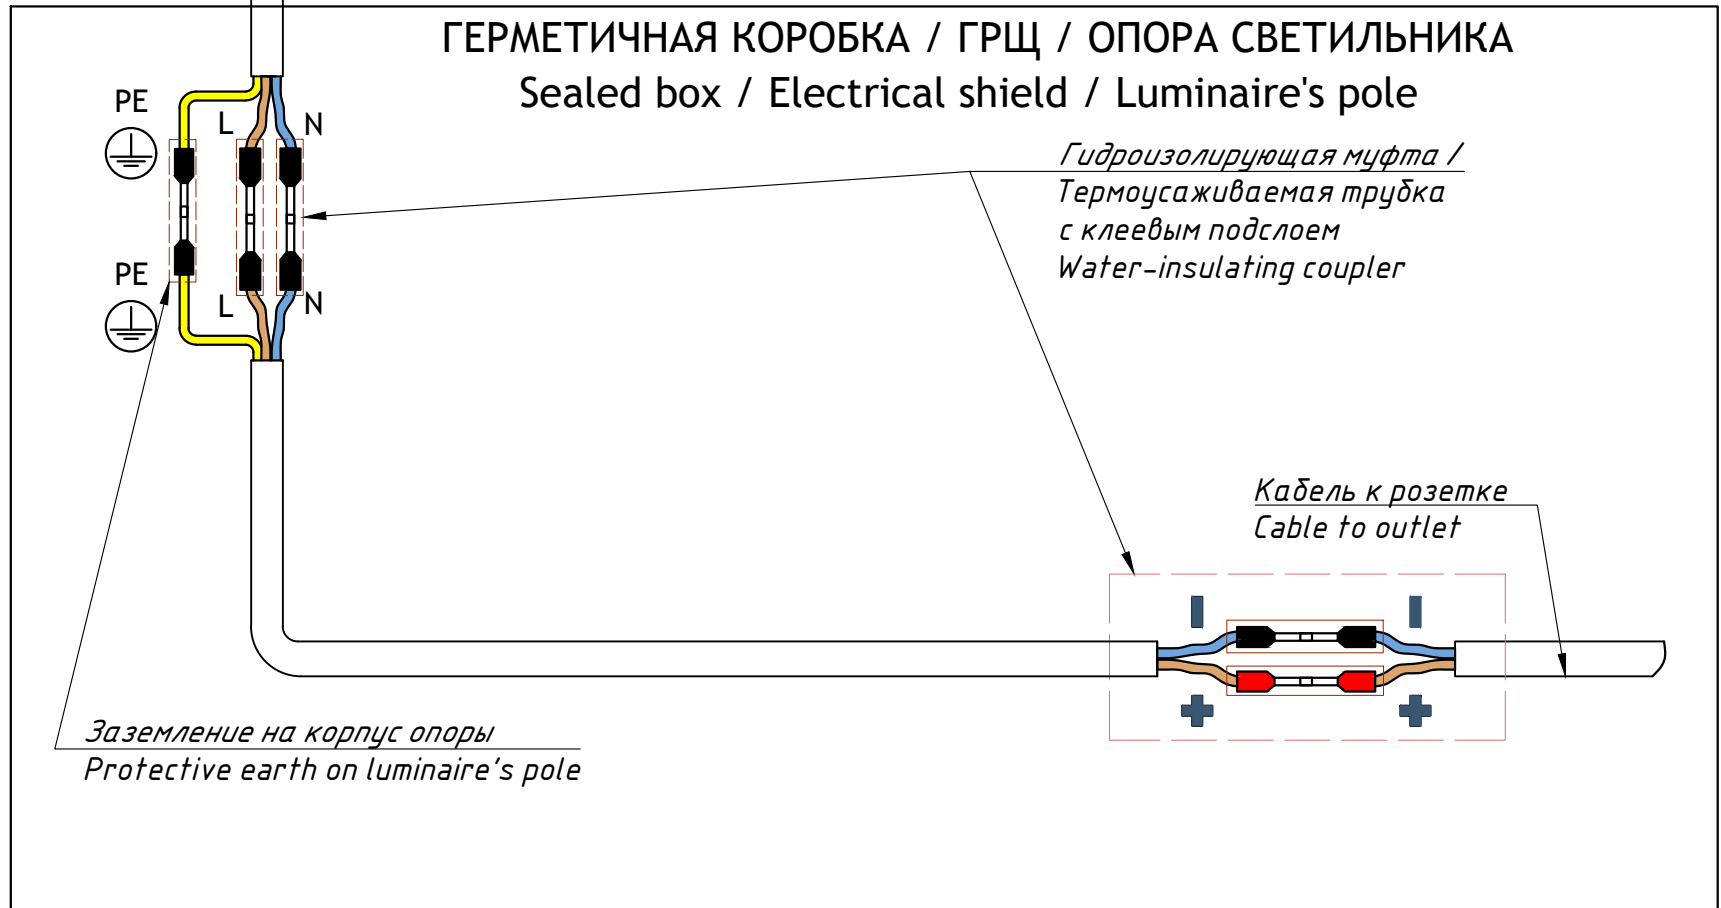 ГЕРМЕТИЧНАЯ КОРОБКА / ГРЩ / ОПОРА СВЕТИЛЬНИКА
Sealed box / Electrical shield / Luminaire's pole
PE
L
N
Гидроизолирующая муфта /
Термоусаживаемая трубка
с клеевым подслоем
Water-insulating coupler
PE
L
N
Кабель к розетке
Cable to outlet
Заземление на корпус опоры
Protective earth on luminaire's pole